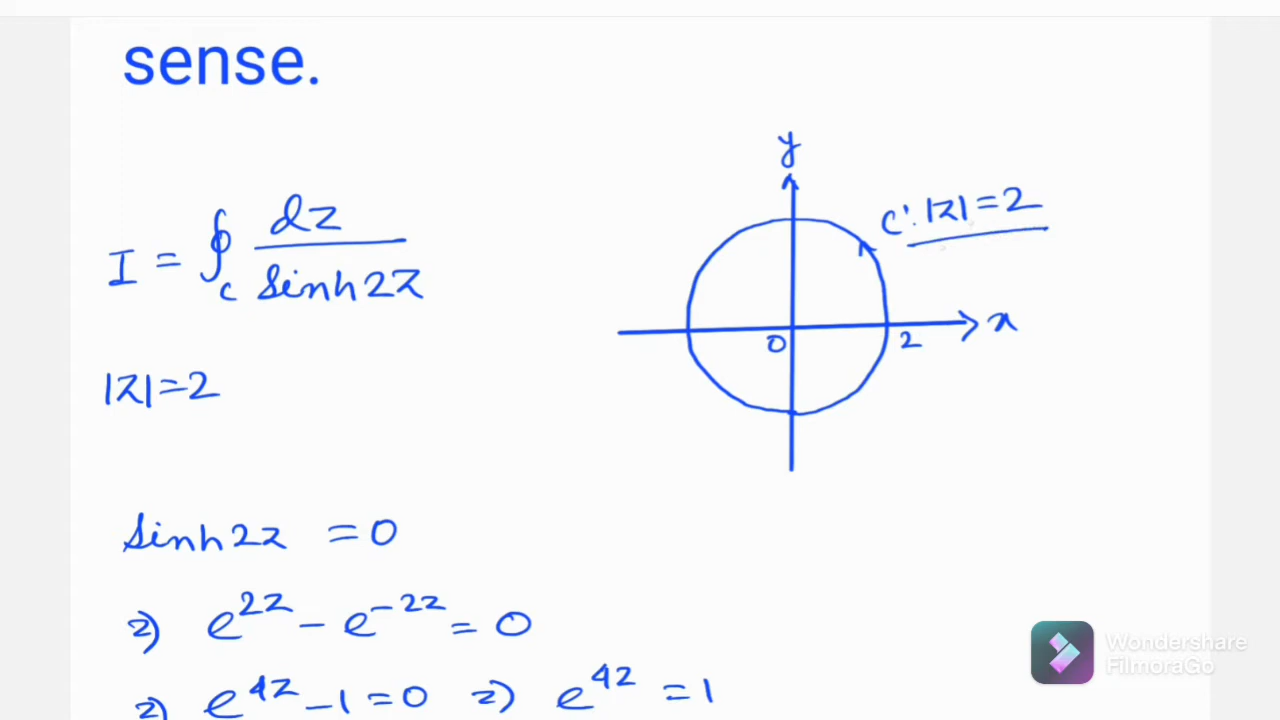 sense.
I = ∮_C dz / Sinh2z
y
C: |z|=2
0 2 x
|z|=2
Sinh2z = 0
⇒ e^{2z} - e^{-2z} = 0
⇒ e^{4z} - 1 = 0 ⇒ e^{4z} = 1
Wondershare
FilmoraGo